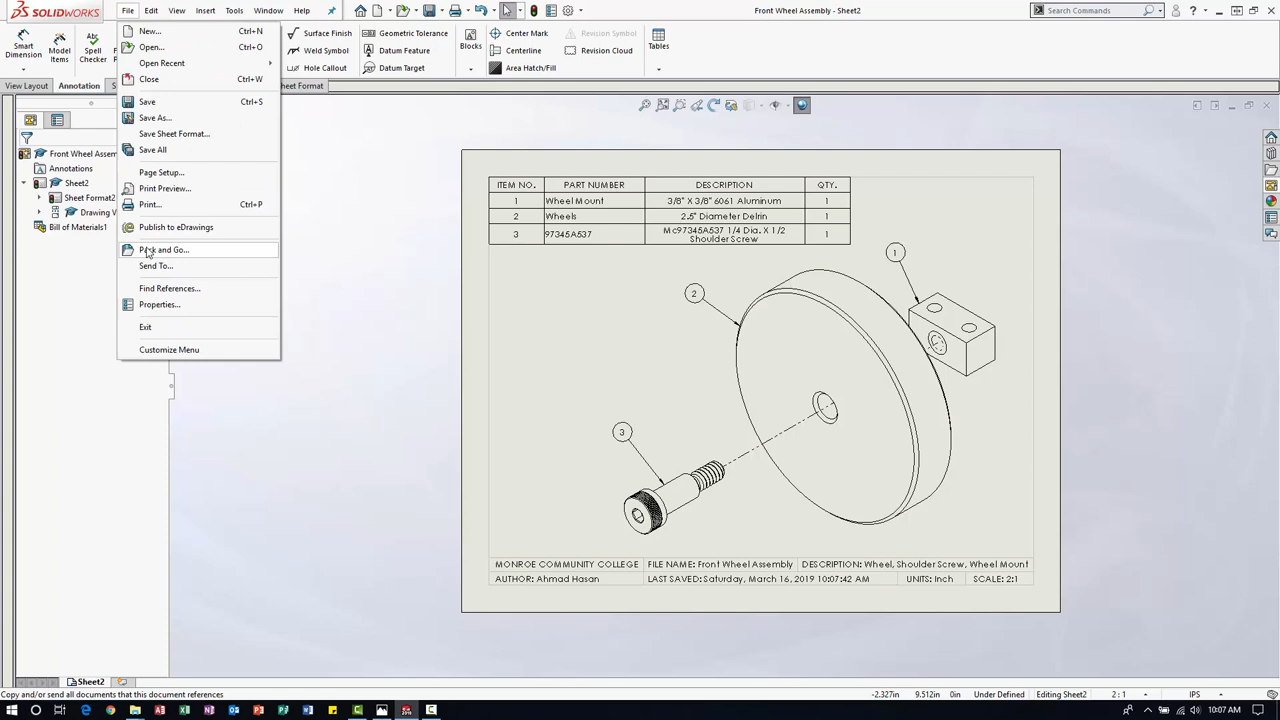 SOLIDWORKS
File Edit View Insert Tools Window Help
Front Wheel Assembly - Sheet2
Search Commands
Smart Dimension
Model Items
Spell Checker
Surface Finish
Weld Symbol
Hole Callout
Geometric Tolerance
Datum Feature
Datum Target
Blocks
Center Mark
Centerline
Area Hatch/Fill
Revision Symbol
Revision Cloud
Tables
View Layout Annotation S heet Format
New... Ctrl+N
Open... Ctrl+O
Open Recent
Close Ctrl+W
Save Ctrl+S
Save As...
Save Sheet Format...
Save All
Page Setup...
Print Preview...
Print... Ctrl+P
Publish to eDrawings
Pack and Go...
Send To...
Find References...
Properties...
Exit
Customize Menu
Front Wheel Assem
Annotations
Sheet2
Sheet Format2
Drawing V
Bill of Materials1
ITEM NO. PART NUMBER DESCRIPTION QTY.
1 Wheel Mount 3/8" X 3/8" 6061 Aluminum 1
2 Wheels 2.5" Diameter Delrin 1
3 97345A537 Mc97345A537 1/4 Dia. X 1/2 Shoulder Screw 1
1
2
3
MONROE COMMUNITY COLLEGE FILE NAME: Front Wheel Assembly DESCRIPTION: Wheel, Shoulder Screw, Wheel Mount
AUTHOR: Ahmad Hasan LAST SAVED: Saturday, March 16, 2019 10:07:42 AM UNITS: Inch SCALE: 2:1
Sheet2
Copy and/or send all documents that this document references
-2.327in 9.512in 0in Under Defined Editing Sheet2 2 : 1 IPS
10:07 AM